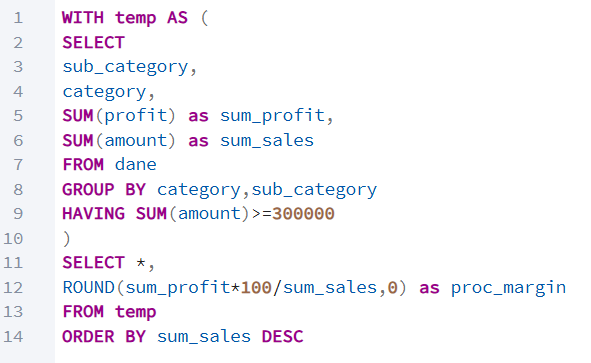 1 WITH temp AS (
2 SELECT
3 sub_category,
4 category,
5 SUM(profit) as sum_profit,
6 SUM(amount) as sum_sales
7 FROM dane
8 GROUP BY category,sub_category
9 HAVING SUM(amount)>=300000
10 )
11 SELECT *,
12 ROUND(sum_profit*100/sum_sales,0) as proc_margin
13 FROM temp
14 ORDER BY sum_sales DESC